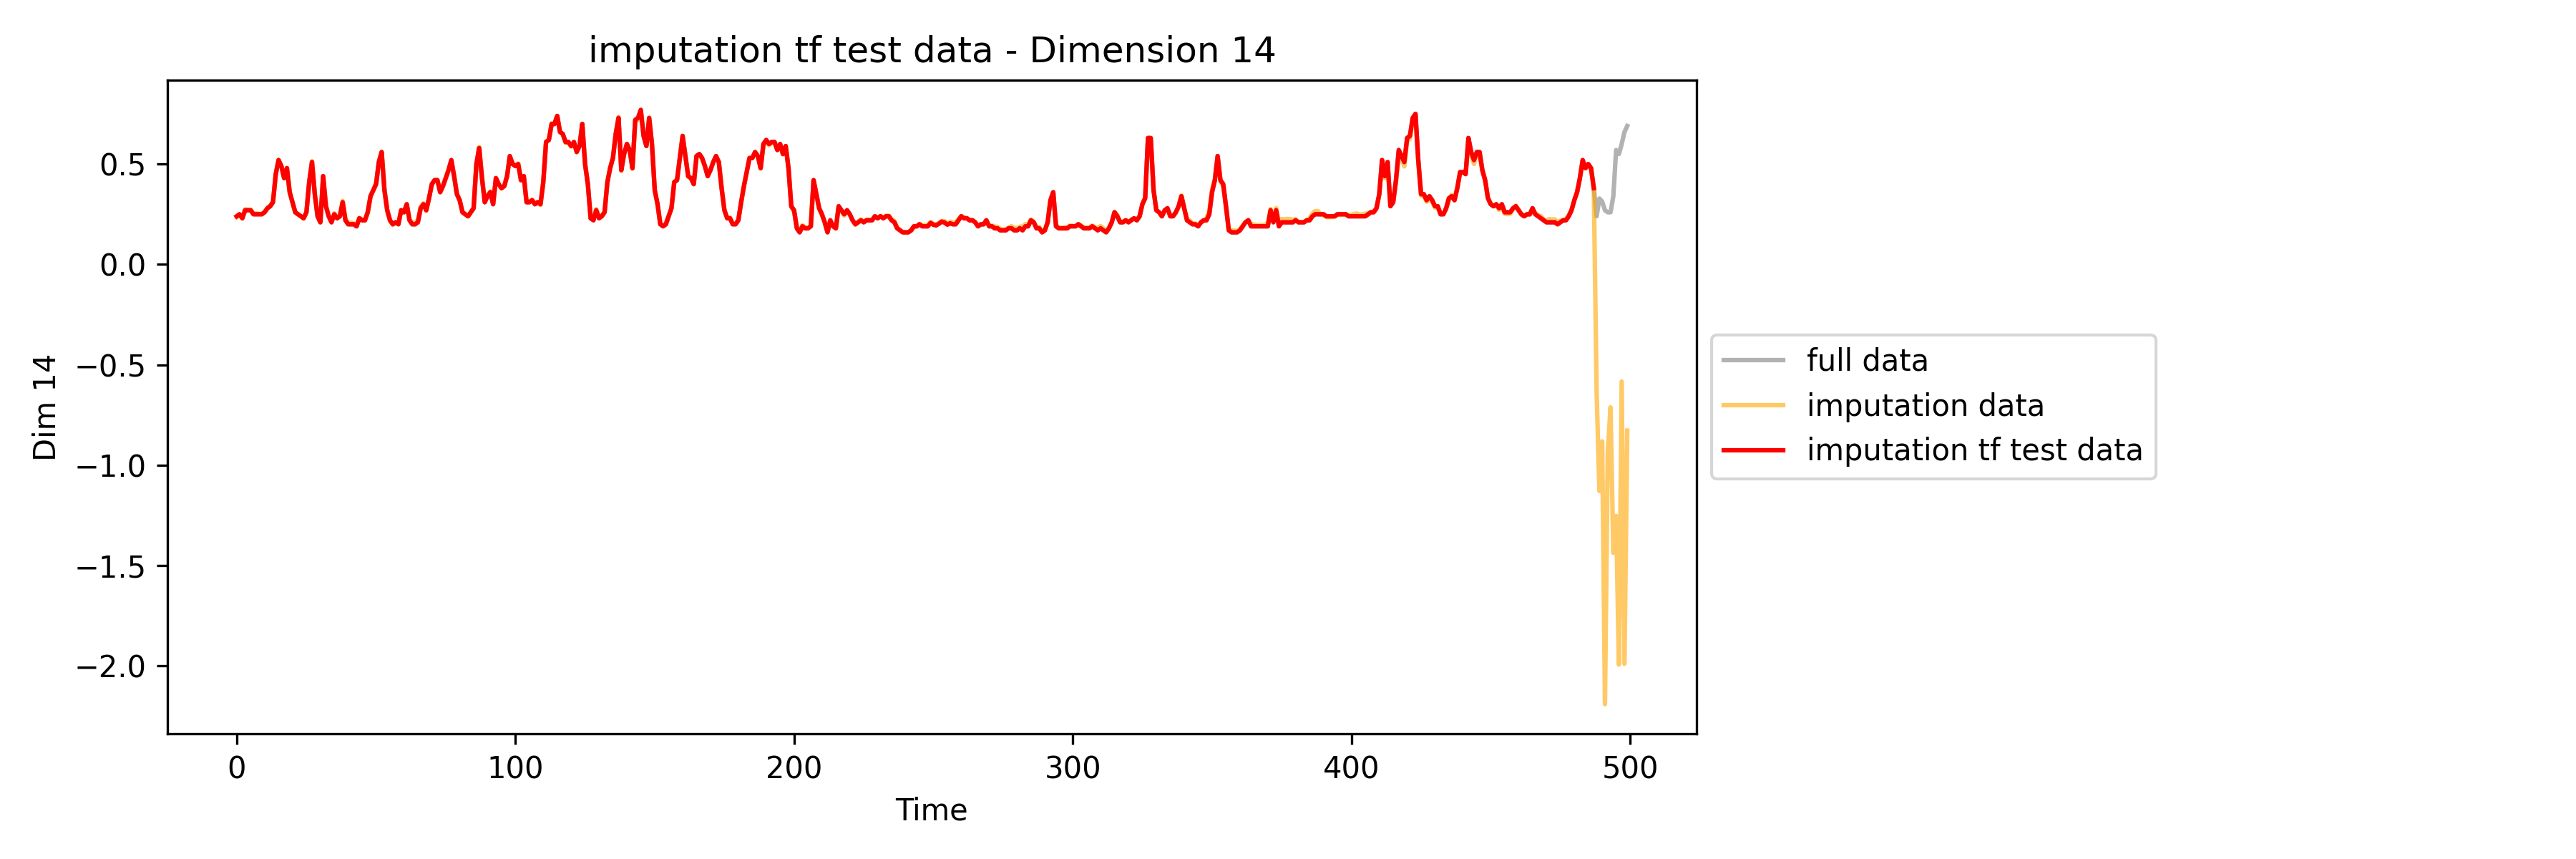 imputation tf test data - Dimension 14
0.5
0.0
−0.5
−1.0
−1.5
−2.0
Dim 14
0 100 200 300 400 500
Time
full data
imputation data
imputation tf test data